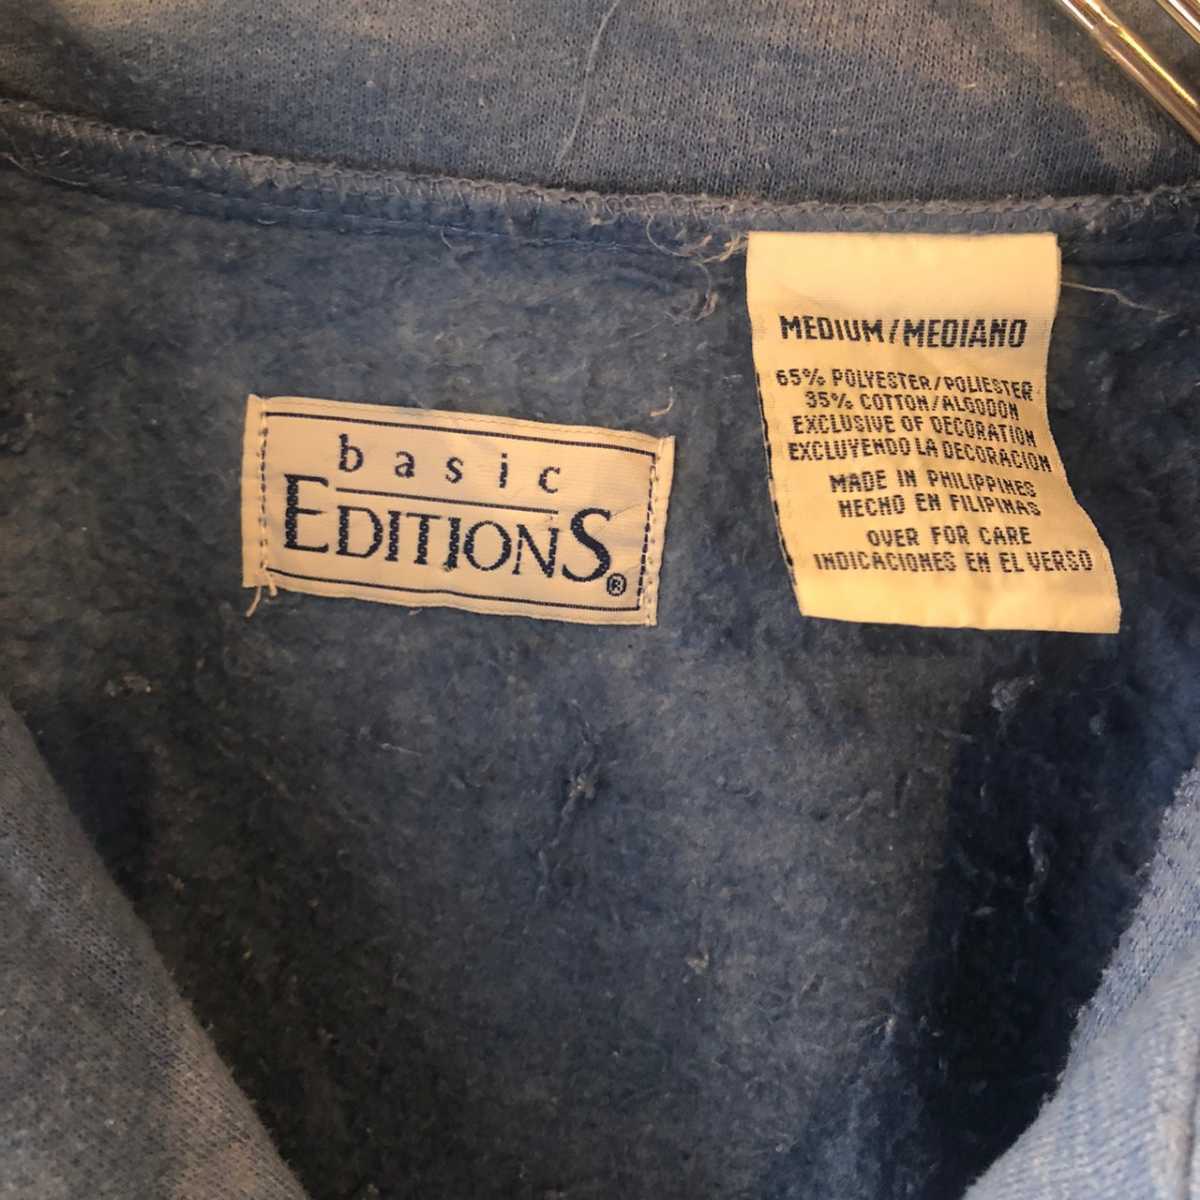 basic
EDITIONS®
MEDIUM/MEDIANO
65% POLYESTER/POLIESTER
35% COTTON/ALGODON
EXCLUSIVE OF DECORATION
EXCLUYENDO LA DECORACION
MADE IN PHILIPPINES
HECHO EN FILIPINAS
OVER FOR CARE
INDICACIONES EN EL VERSO